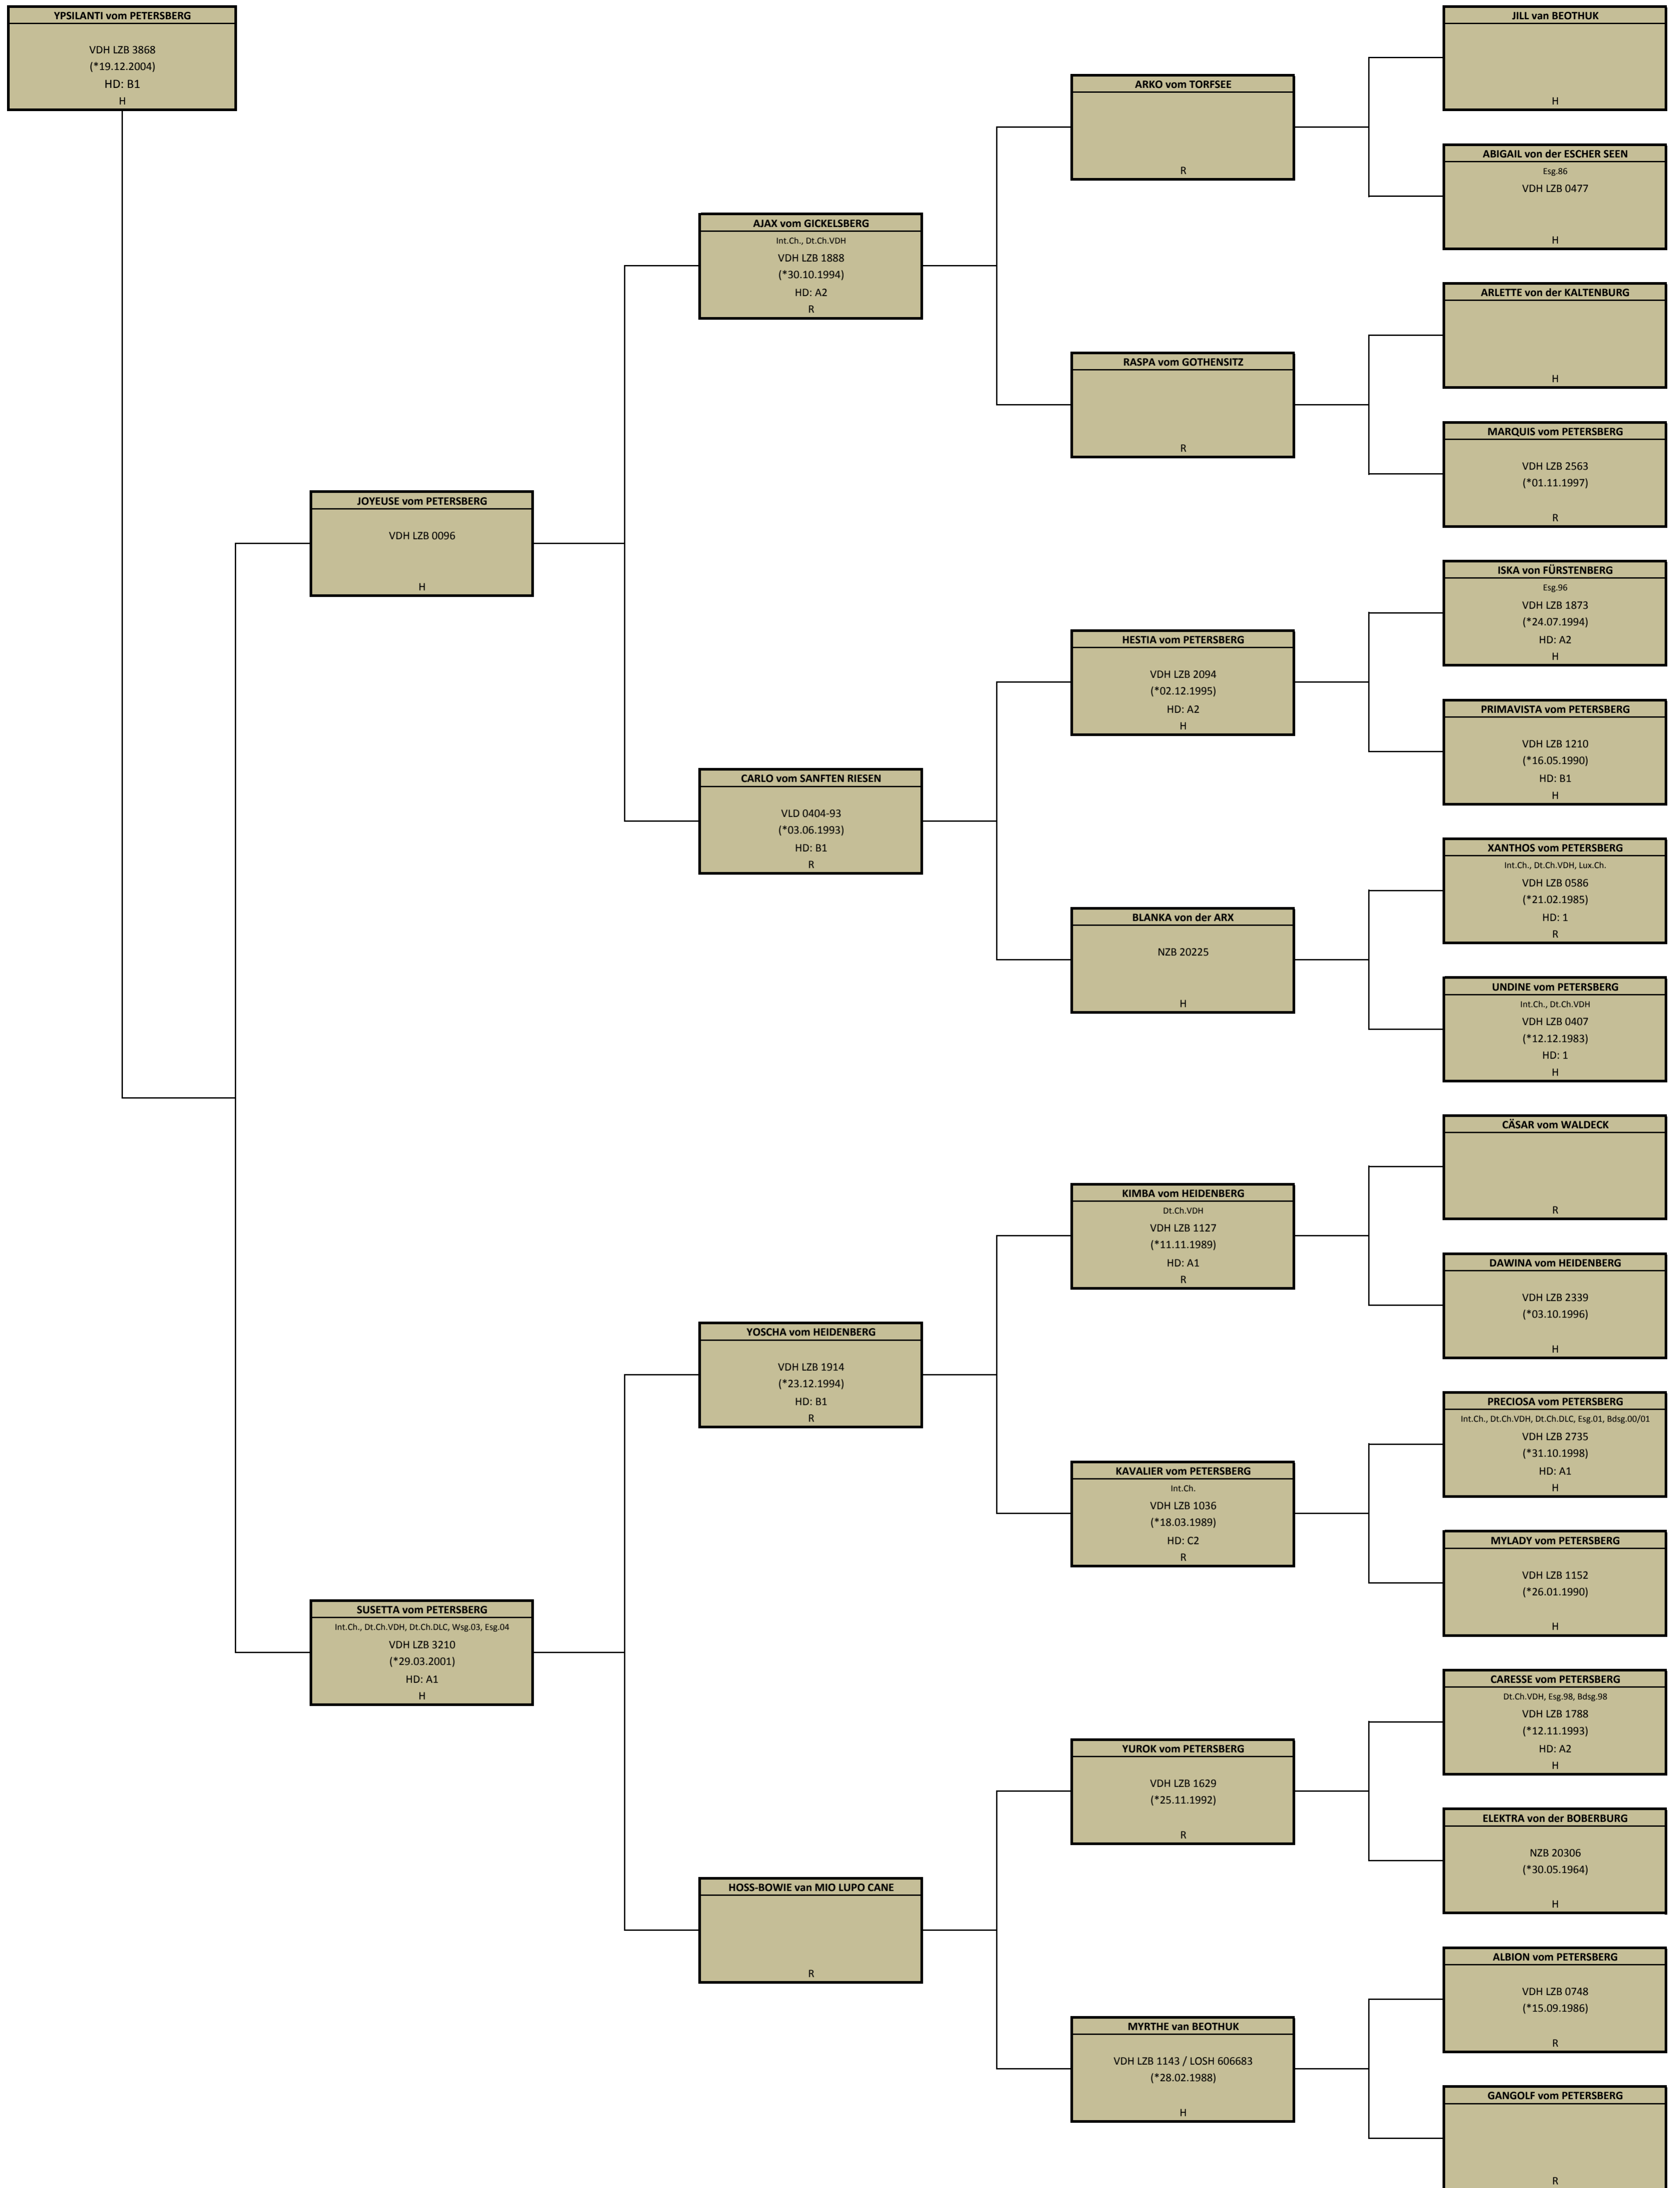 YPSILANTI vom PETERSBERG
VDH LZB 3868
(*19.12.2004)
HD: B1
H
JOYEUSE vom PETERSBERG
VDH LZB 0096
H
SUSETTA vom PETERSBERG
Int.Ch., Dt.Ch.VDH, Dt.Ch.DLC, Wsg.03, Esg.04
VDH LZB 3210
(*29.03.2001)
HD: A1
H
AJAX vom GICKELSBERG
Int.Ch., Dt.Ch.VDH
VDH LZB 1888
(*30.10.1994)
HD: A2
R
CARLO vom SANFTEN RIESEN
VLD 0404-93
(*03.06.1993)
HD: B1
R
YOSCHA vom HEIDENBERG
VDH LZB 1914
(*23.12.1994)
HD: B1
R
HOSS-BOWIE van MIO LUPO CANE
R
ARKO vom TORFSEE
R
RASPA vom GOTHENSITZ
R
HESTIA vom PETERSBERG
VDH LZB 2094
(*02.12.1995)
HD: A2
H
BLANKA von der ARX
NZB 20225
H
KIMBA vom HEIDENBERG
Dt.Ch.VDH
VDH LZB 1127
(*11.11.1989)
HD: A1
R
KAVALIER vom PETERSBERG
Int.Ch.
VDH LZB 1036
(*18.03.1989)
HD: C2
R
YUROK vom PETERSBERG
VDH LZB 1629
(*25.11.1992)
R
MYRTHE van BEOTHUK
VDH LZB 1143 / LOSH 606683
(*28.02.1988)
H
JILL van BEOTHUK
H
ABIGAIL von der ESCHER SEEN
Esg.86
VDH LZB 0477
H
ARLETTE von der KALTENBURG
H
MARQUIS vom PETERSBERG
VDH LZB 2563
(*01.11.1997)
R
ISKA von FÜRSTENBERG
Esg.96
VDH LZB 1873
(*24.07.1994)
HD: A2
H
PRIMAVISTA vom PETERSBERG
VDH LZB 1210
(*16.05.1990)
HD: B1
H
XANTHOS vom PETERSBERG
Int.Ch., Dt.Ch.VDH, Lux.Ch.
VDH LZB 0586
(*21.02.1985)
HD: 1
R
UNDINE vom PETERSBERG
Int.Ch., Dt.Ch.VDH
VDH LZB 0407
(*12.12.1983)
HD: 1
H
CÄSAR vom WALDECK
R
DAWINA vom HEIDENBERG
VDH LZB 2339
(*03.10.1996)
H
PRECIOSA vom PETERSBERG
Int.Ch., Dt.Ch.VDH, Dt.Ch.DLC, Esg.01, Bdsg.00/01
VDH LZB 2735
(*31.10.1998)
HD: A1
H
MYLADY vom PETERSBERG
VDH LZB 1152
(*26.01.1990)
H
CARESSE vom PETERSBERG
Dt.Ch.VDH, Esg.98, Bdsg.98
VDH LZB 1788
(*12.11.1993)
HD: A2
H
ELEKTRA von der BOBERBURG
NZB 20306
(*30.05.1964)
H
ALBION vom PETERSBERG
VDH LZB 0748
(*15.09.1986)
R
GANGOLF vom PETERSBERG
R